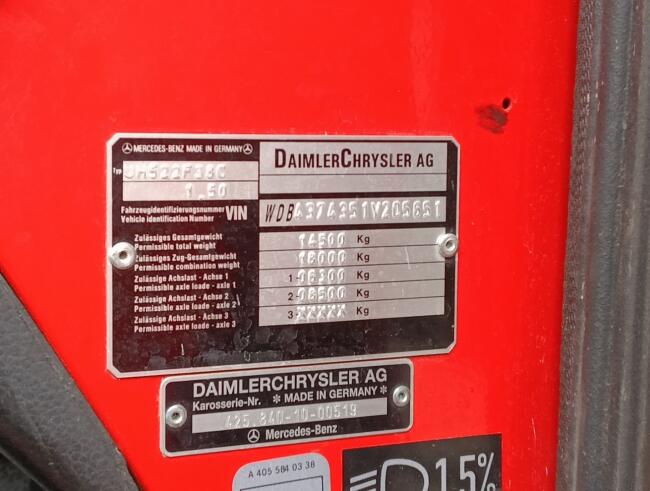 MERCEDES-BENZ MADE IN GERMANY
DAIMLERCHRYSLER AG
Typ
1.50
Fahrzeugidentifizierungsnummer VIN
Vehicle identification Number
WDB4374351V205651
Zulässiges Gesamtgewicht
Permissible total weight
14500 Kg
Zulässiges Zug-Gesamtgewicht
Permissible combination weight
18000 Kg
Zulässige Achslast - Achse 1
Permissible axle loade - axle 1
1-06300 Kg
Zulässige Achslast - Achse 2
Permissible axle loade - axle 2
2-08500 Kg
Zulässige Achslast - Achse 3
Permissible axle loade - axle 3
3-XXXXX Kg
DAIMLERCHRYSLER AG
Karosserie-Nr. ✻ MADE IN GERMANY ✻
425.840-10-00519
Mercedes-Benz
A 405 584 03 38
1.5%